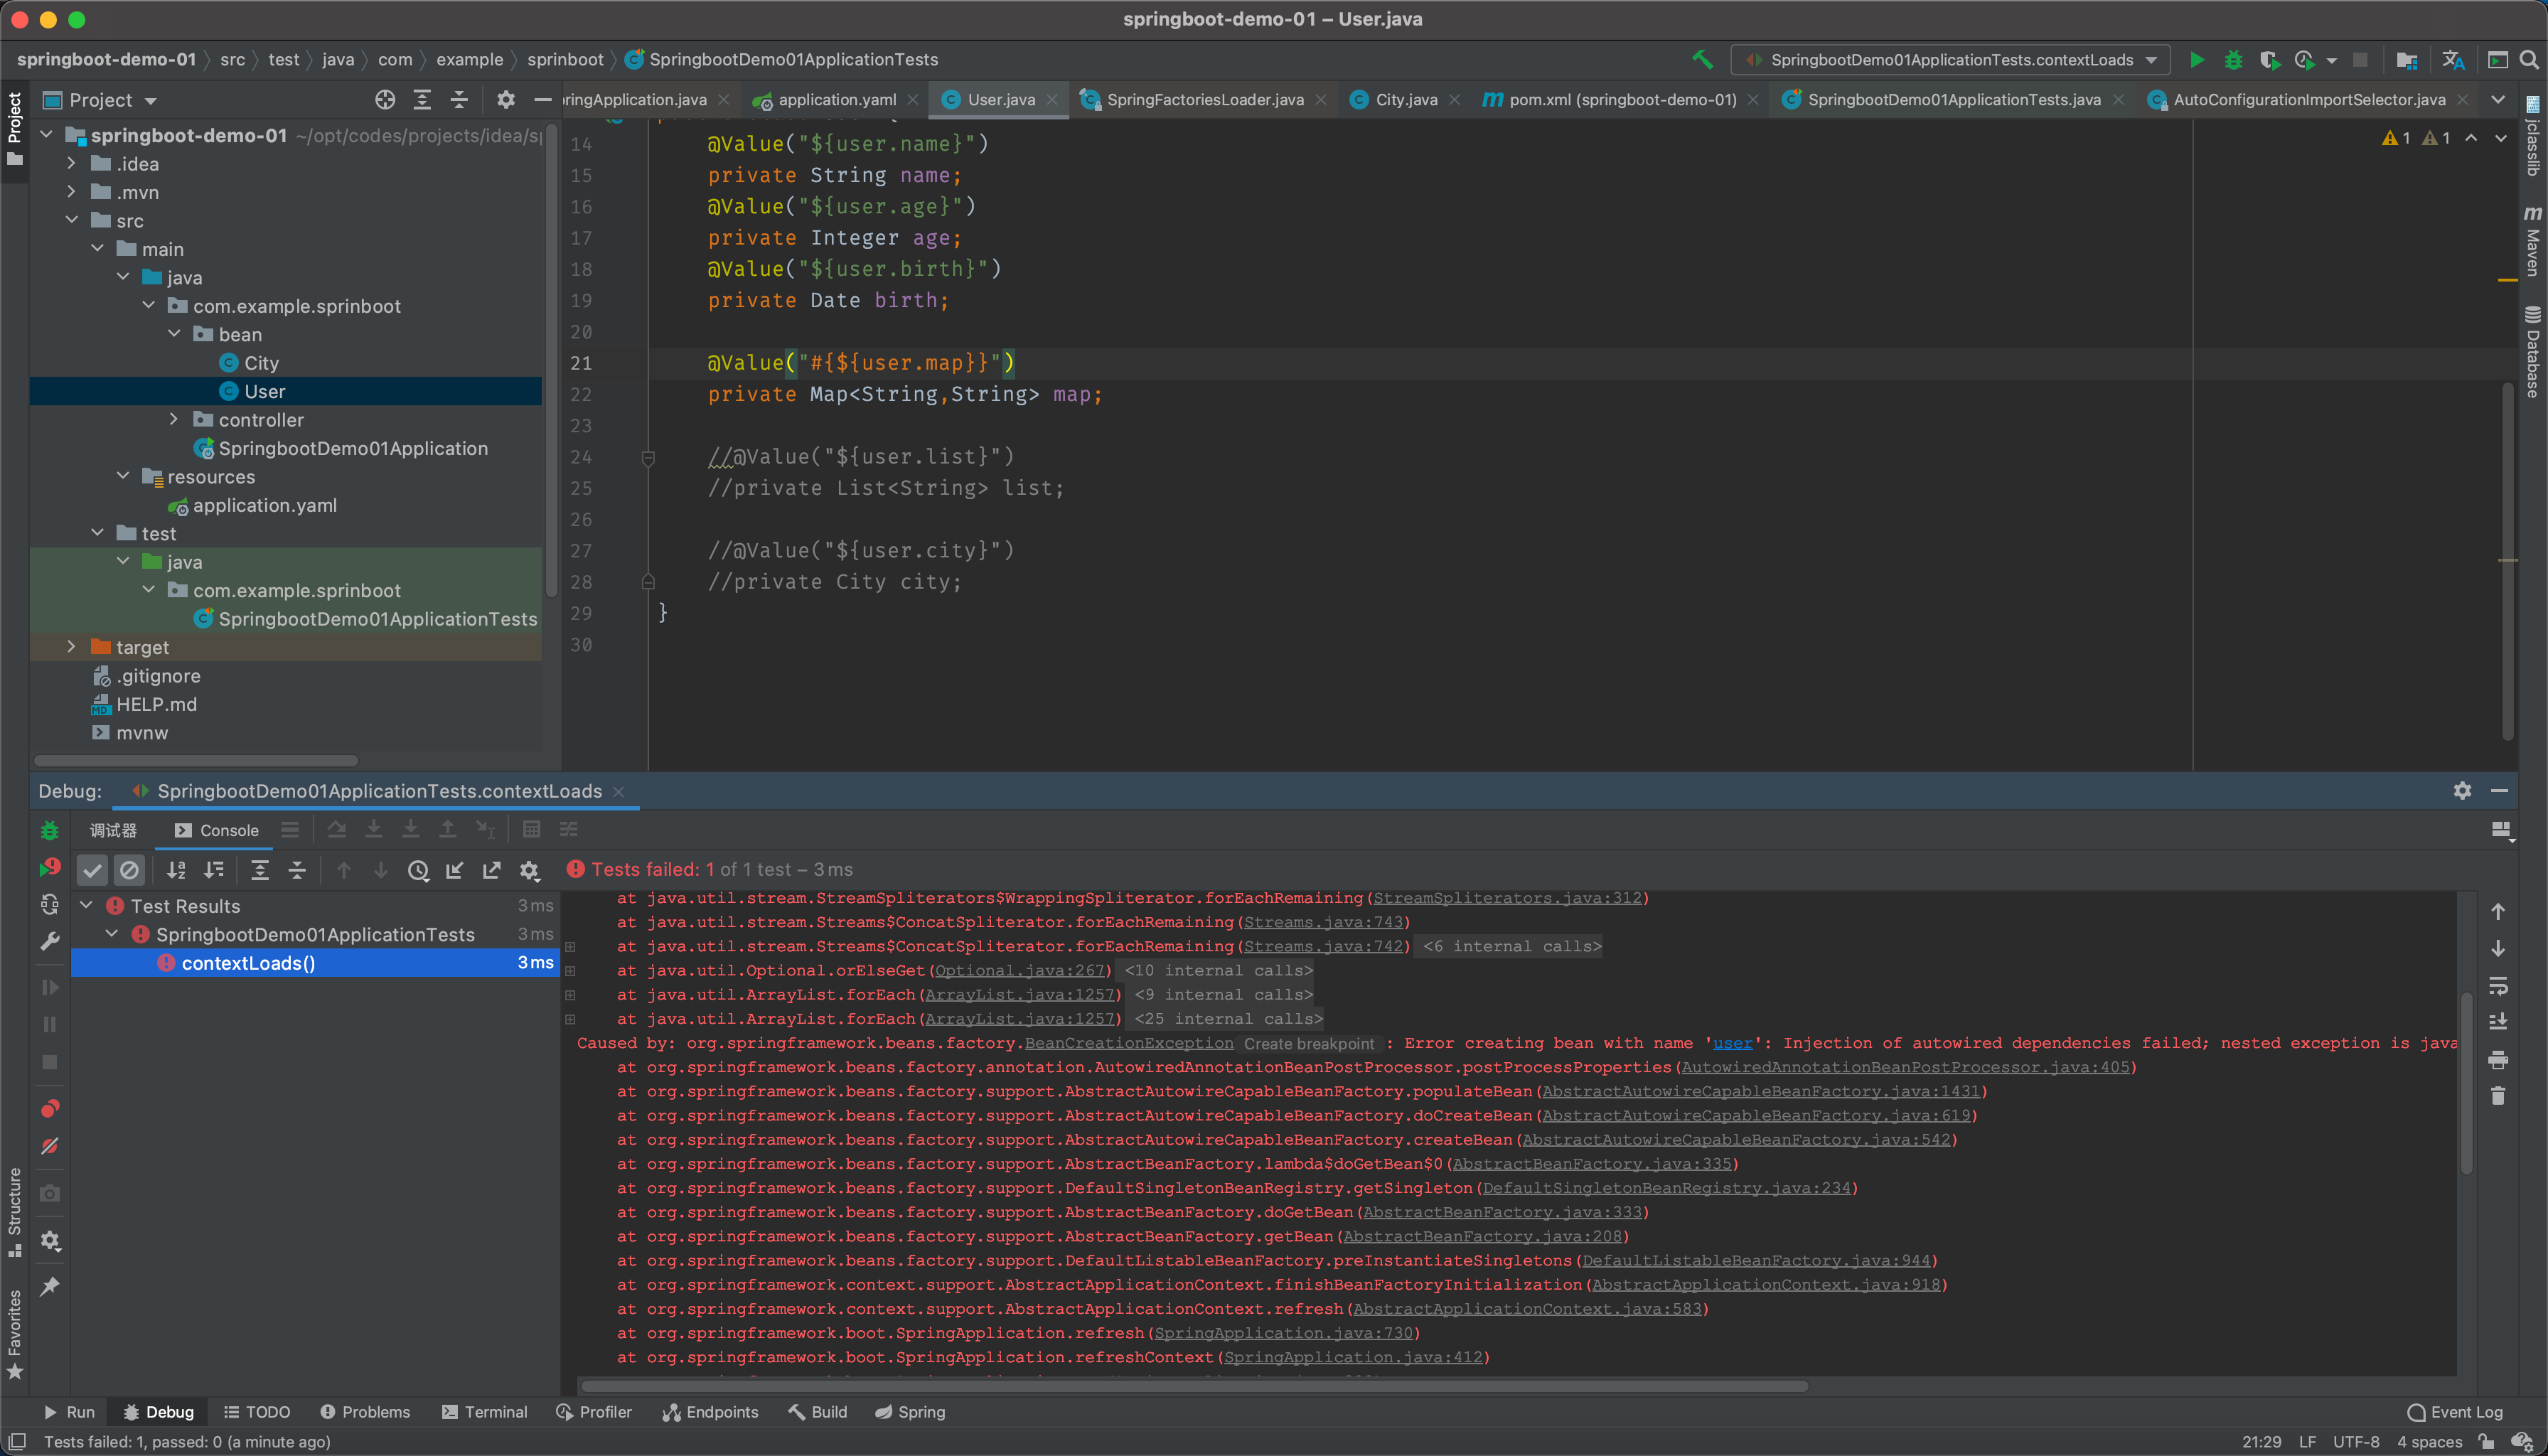 springboot-demo-01 – User.java
springboot-demo-01 src test java com example sprinboot SpringbootDemo01ApplicationTests
SpringbootDemo01ApplicationTests.contextLoads
Project
ringApplication.java application.yaml User.java SpringFactoriesLoader.java City.java pom.xml (springboot-demo-01) SpringbootDemo01ApplicationTests.java AutoConfigurationImportSelector.java
Project
springboot-demo-01 ~/opt/codes/projects/idea/s
.idea
.mvn
src
main
java
com.example.sprinboot
bean
City
User
controller
SpringbootDemo01Application
resources
application.yaml
test
java
com.example.sprinboot
SpringbootDemo01ApplicationTests
target
.gitignore
HELP.md
mvnw
14 @Value("${user.name}")
15 private String name;
16 @Value("${user.age}")
17 private Integer age;
18 @Value("${user.birth}")
19 private Date birth;
20
21 @Value("#{${user.map}}")
22 private Map<String,String> map;
23
24 //@Value("${user.list}")
25 //private List<String> list;
26
27 //@Value("${user.city}")
28 //private City city;
29 }
30
1 1
jclasslib
Maven
Database
Debug: SpringbootDemo01ApplicationTests.contextLoads
调试器 Console
Tests failed: 1 of 1 test – 3 ms
Test Results 3 ms
SpringbootDemo01ApplicationTests 3 ms
contextLoads() 3 ms
at java.util.stream.StreamSpliterators$WrappingSpliterator.forEachRemaining(StreamSpliterators.java:312)
at java.util.stream.Streams$ConcatSpliterator.forEachRemaining(Streams.java:743)
at java.util.stream.Streams$ConcatSpliterator.forEachRemaining(Streams.java:742) <6 internal calls>
at java.util.Optional.orElseGet(Optional.java:267) <10 internal calls>
at java.util.ArrayList.forEach(ArrayList.java:1257) <9 internal calls>
at java.util.ArrayList.forEach(ArrayList.java:1257) <25 internal calls>
Caused by: org.springframework.beans.factory.BeanCreationException Create breakpoint : Error creating bean with name 'user': Injection of autowired dependencies failed; nested exception is java
at org.springframework.beans.factory.annotation.AutowiredAnnotationBeanPostProcessor.postProcessProperties(AutowiredAnnotationBeanPostProcessor.java:405)
at org.springframework.beans.factory.support.AbstractAutowireCapableBeanFactory.populateBean(AbstractAutowireCapableBeanFactory.java:1431)
at org.springframework.beans.factory.support.AbstractAutowireCapableBeanFactory.doCreateBean(AbstractAutowireCapableBeanFactory.java:619)
at org.springframework.beans.factory.support.AbstractAutowireCapableBeanFactory.createBean(AbstractAutowireCapableBeanFactory.java:542)
at org.springframework.beans.factory.support.AbstractBeanFactory.lambda$doGetBean$0(AbstractBeanFactory.java:335)
at org.springframework.beans.factory.support.DefaultSingletonBeanRegistry.getSingleton(DefaultSingletonBeanRegistry.java:234)
at org.springframework.beans.factory.support.AbstractBeanFactory.doGetBean(AbstractBeanFactory.java:333)
at org.springframework.beans.factory.support.AbstractBeanFactory.getBean(AbstractBeanFactory.java:208)
at org.springframework.beans.factory.support.DefaultListableBeanFactory.preInstantiateSingletons(DefaultListableBeanFactory.java:944)
at org.springframework.context.support.AbstractApplicationContext.finishBeanFactoryInitialization(AbstractApplicationContext.java:918)
at org.springframework.context.support.AbstractApplicationContext.refresh(AbstractApplicationContext.java:583)
at org.springframework.boot.SpringApplication.refresh(SpringApplication.java:730)
at org.springframework.boot.SpringApplication.refreshContext(SpringApplication.java:412)
Structure
Favorites
Run Debug TODO Problems Terminal Profiler Endpoints Build Spring Event Log
Tests failed: 1, passed: 0 (a minute ago) 21:29 LF UTF-8 4 spaces